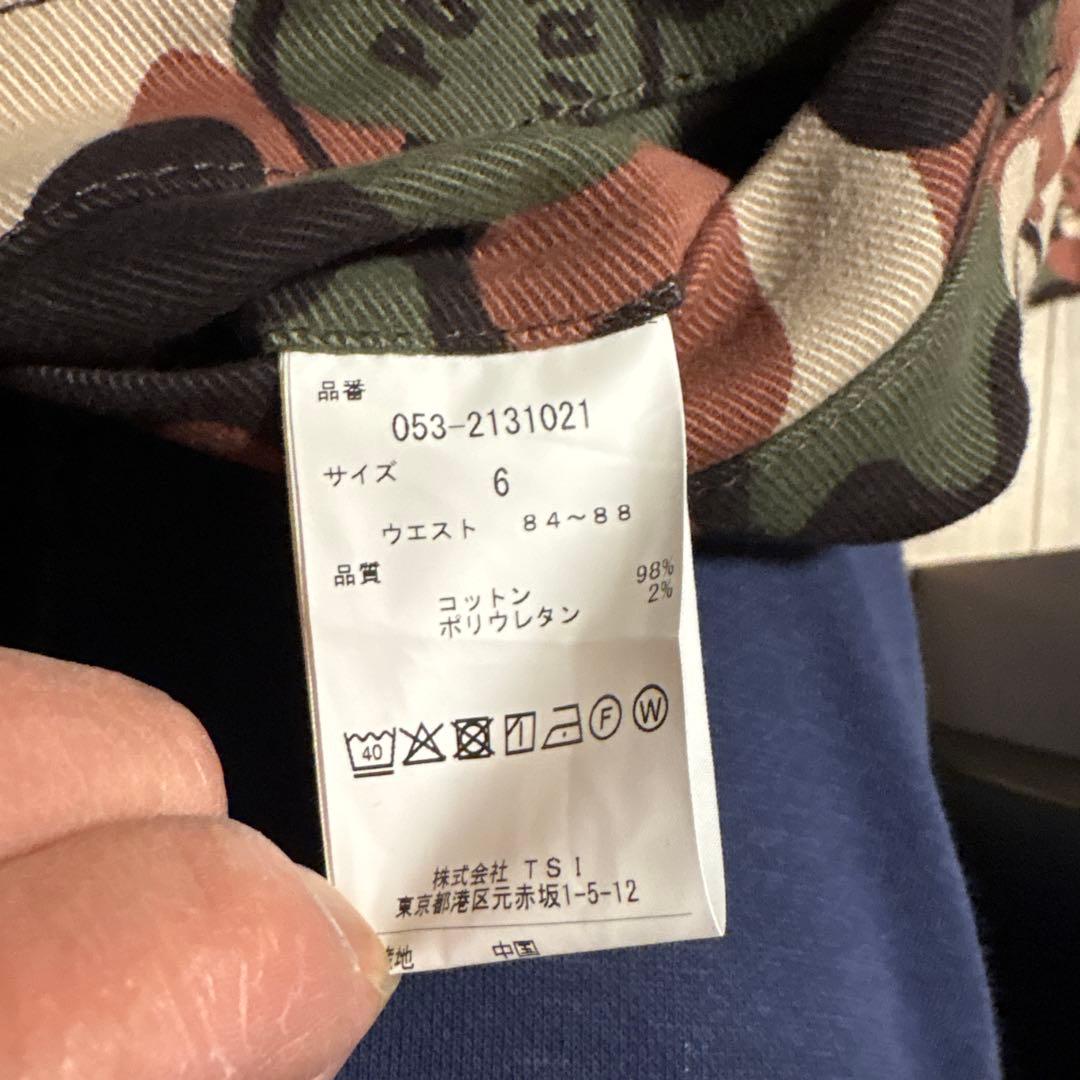 品番
053-2131021
サイズ 6
ウエスト 84~88
品質
コットン 98%
ポリウレタン 2%
40
F W
株式会社 TSI
東京都港区元赤坂1-5-12
地 中国